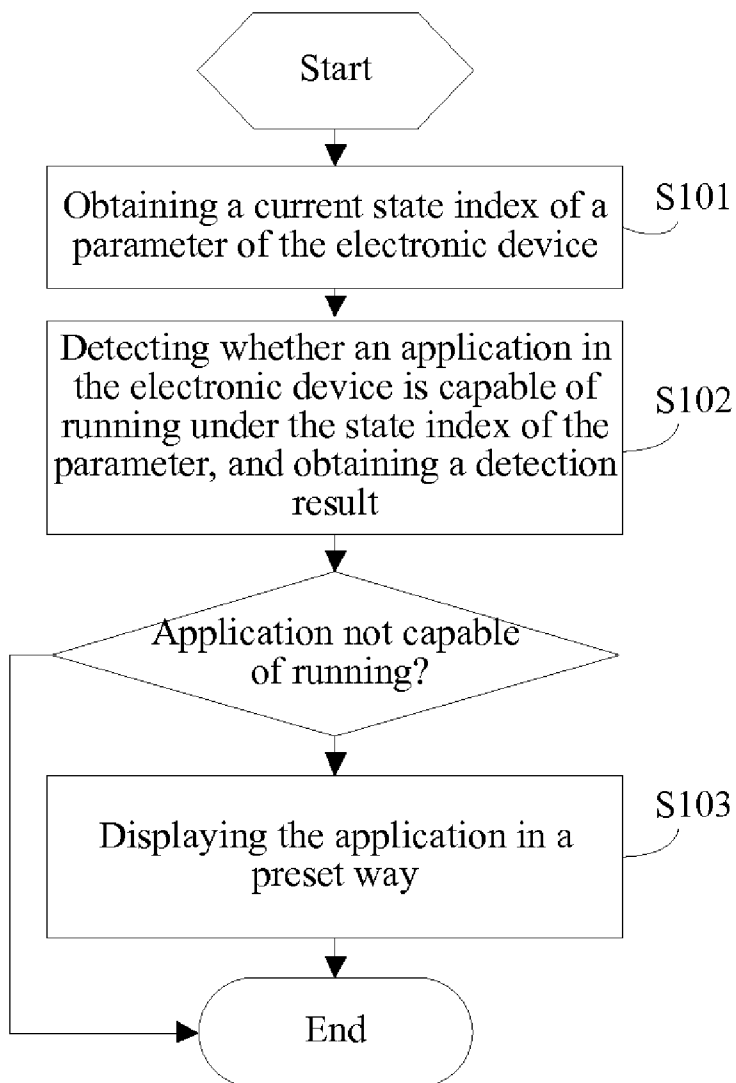 Start
Obtaining a current state index of a
parameter of the electronic device
S101
Detecting whether an application in
the electronic device is capable of
running under the state index of the
parameter, and obtaining a detection
result
S102
Application not capable
of running?
Displaying the application in a
preset way
S103
End